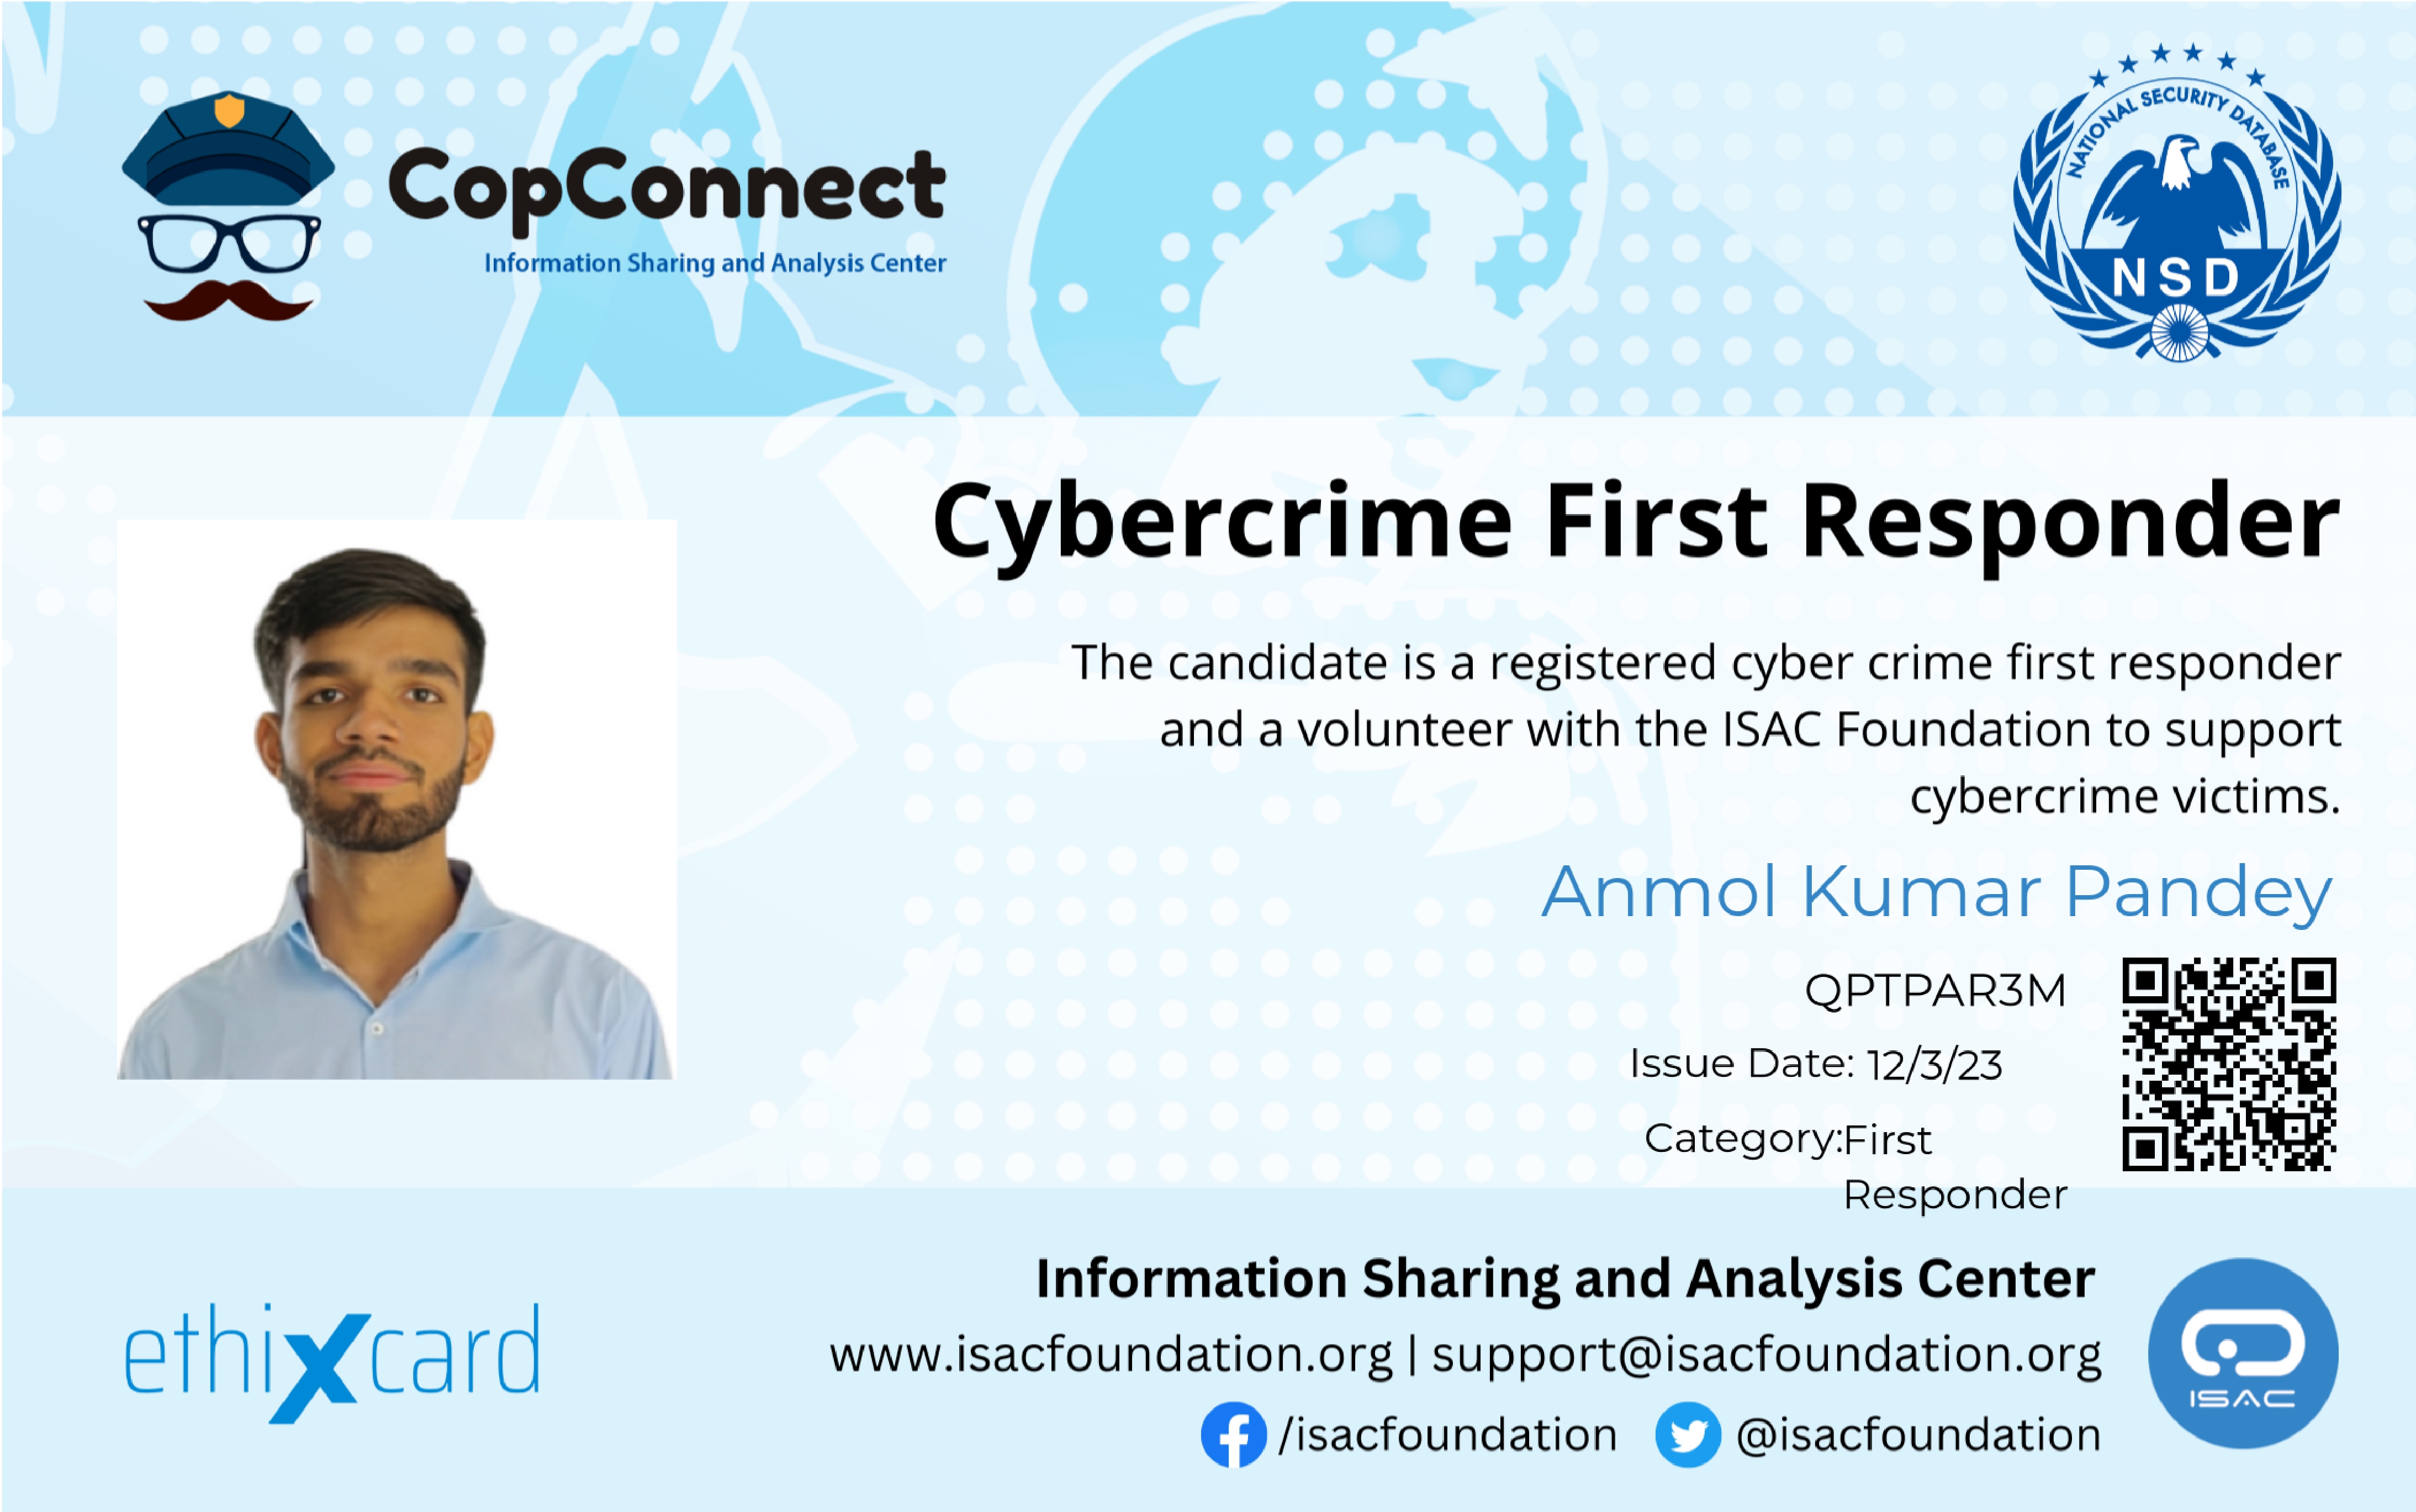 CopConnect
Information Sharing and Analysis Center
NATIONAL SECURITY DATABASE
NSD
Cybercrime First Responder
The candidate is a registered cyber crime first responder
and a volunteer with the ISAC Foundation to support
cybercrime victims.
Anmol Kumar Pandey
QPTPAR3M
Issue Date: 12/3/23
Category:First
Responder
ethixcard
Information Sharing and Analysis Center
www.isacfoundation.org | support@isacfoundation.org
/isacfoundation @isacfoundation
ISAC